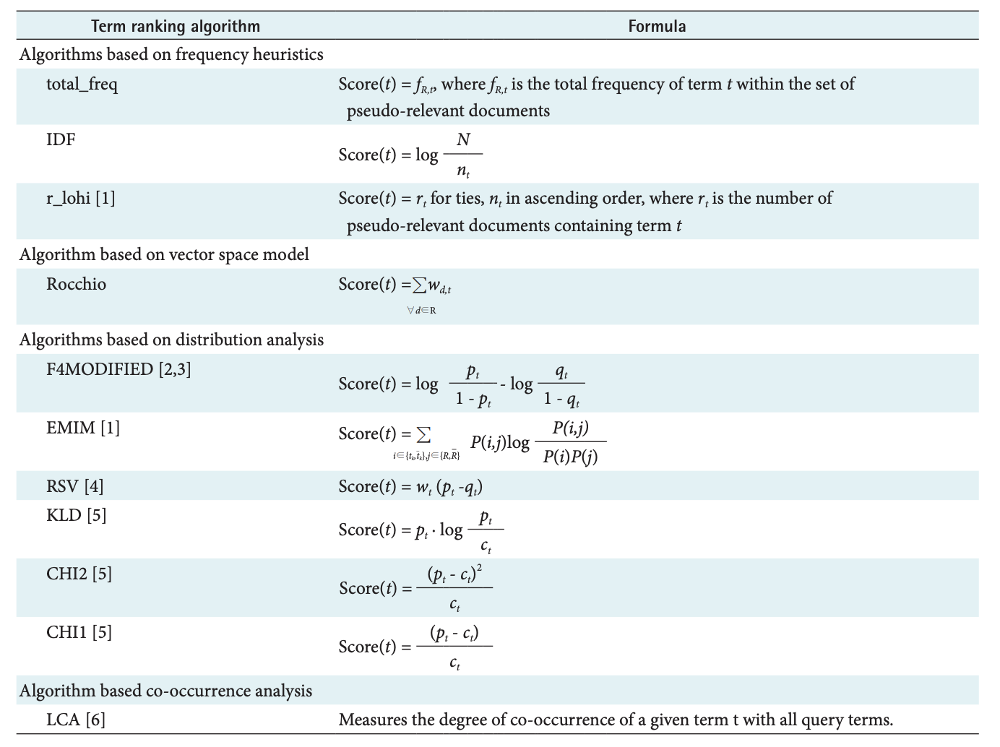 Term ranking algorithm Formula
Algorithms based on frequency heuristics
total_freq Score(t) = f_{R,t}, where f_{R,t} is the total frequency of term t within the set of
pseudo-relevant documents
IDF Score(t) = log \frac{N}{n_t}
r_lohi [1] Score(t) = r_t for ties, n_t in ascending order, where r_t is the number of
pseudo-relevant documents containing term t
Algorithm based on vector space model
Rocchio Score(t) = \sum_{\forall d \in R} w_{d,t}
Algorithms based on distribution analysis
F4MODIFIED [2,3] Score(t) = log \frac{p_t}{1 - p_t} - log \frac{q_t}{1 - q_t}
EMIM [1] Score(t) = \sum_{i \in \{t_k, \bar{t}_k\}, j \in \{R, \bar{R}\}} P(i,j)log \frac{P(i,j)}{P(i)P(j)}
RSV [4] Score(t) = w_t (p_t -q_t)
KLD [5] Score(t) = p_t · log \frac{p_t}{c_t}
CHI2 [5] Score(t) = \frac{(p_t - c_t)^2}{c_t}
CHI1 [5] Score(t) = \frac{(p_t - c_t)}{c_t}
Algorithm based co-occurrence analysis
LCA [6] Measures the degree of co-occurrence of a given term t with all query terms.